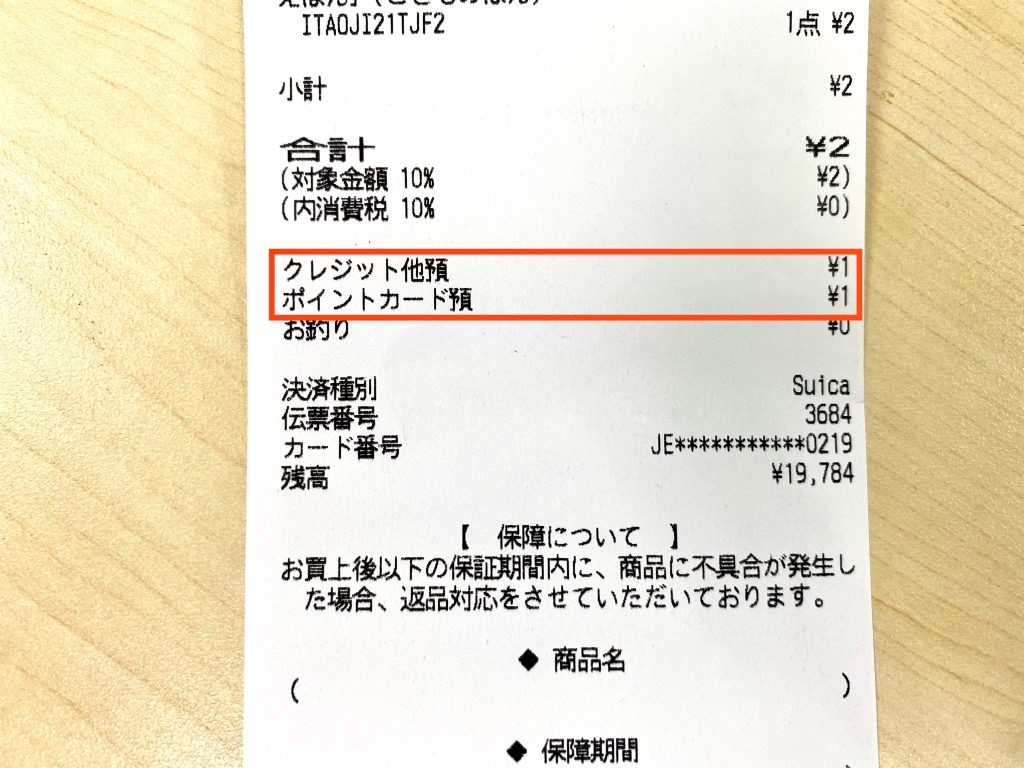 ITAOJI21TJF2 1点 ¥2
小計 ¥2
合計 ¥2
(対象金額 10% ¥2)
(内消費税 10% ¥0)
クレジット他預 ¥1
ポイントカード預 ¥1
お釣り ¥0
決済種別 Suica
伝票番号 3684
カード番号 JE***********0219
残高 ¥19,784
【 保障について 】
お買上後以下の保証期間内に、商品に不具合が発生し
た場合、返品対応をさせていただいております。
◆ 商品名
( )
◆ 保障期間